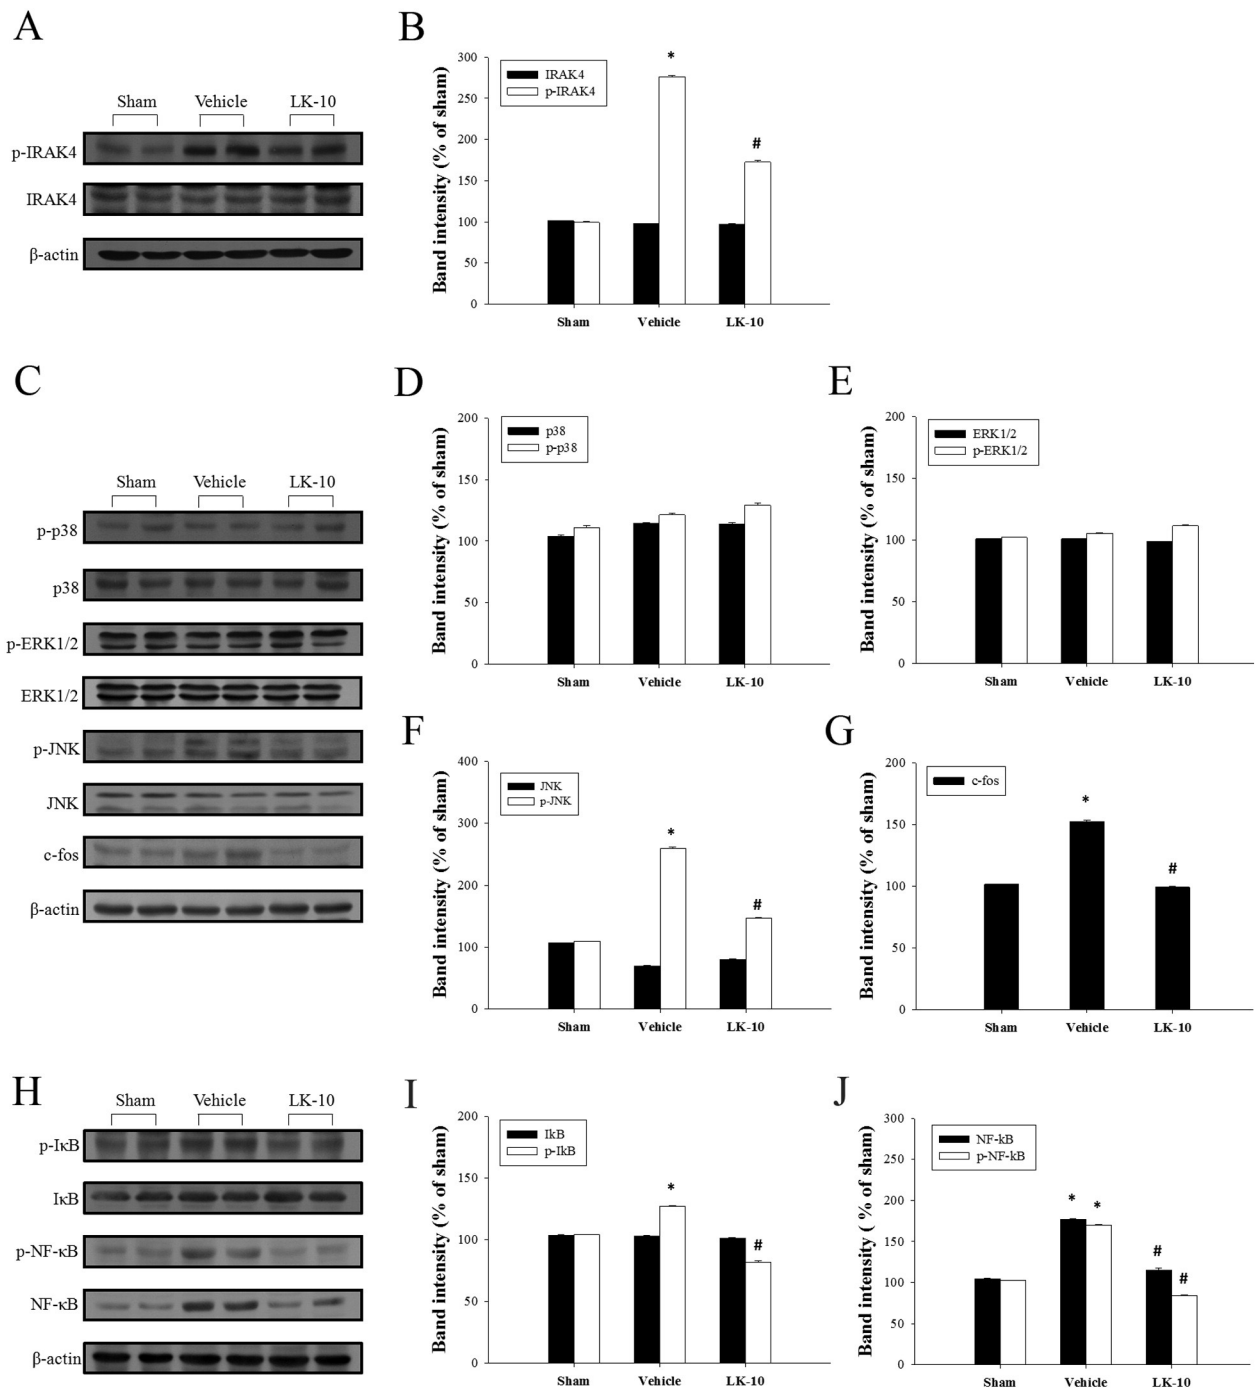 A
Sham Vehicle LK-10
p-IRAK4
IRAK4
β-actin
B
Band intensity (% of sham)
300
250
200
150
100
50
0
IRAK4
p-IRAK4
*
#
Sham Vehicle LK-10
C
Sham Vehicle LK-10
p-p38
p38
p-ERK1/2
ERK1/2
p-JNK
JNK
c-fos
β-actin
D
Band intensity (% of sham)
200
150
100
50
0
p38
p-p38
Sham Vehicle LK-10
E
Band intensity (% of sham)
200
150
100
50
0
ERK1/2
p-ERK1/2
Sham Vehicle LK-10
F
Band intensity (% of sham)
400
300
200
100
0
JNK
p-JNK
*
#
Sham Vehicle LK-10
G
Band intensity (% of sham)
200
150
100
50
0
c-fos
*
#
Sham Vehicle LK-10
H
Sham Vehicle LK-10
p-IκB
IκB
p-NF-κB
NF-κB
β-actin
I
Band intensity (% of sham)
200
150
100
50
0
IkB
p-IkB
*
#
Sham Vehicle LK-10
J
Band intensity ( % of sham)
300
250
200
150
100
50
0
NF-kB
p-NF-kB
* *
# #
Sham Vehicle LK-10